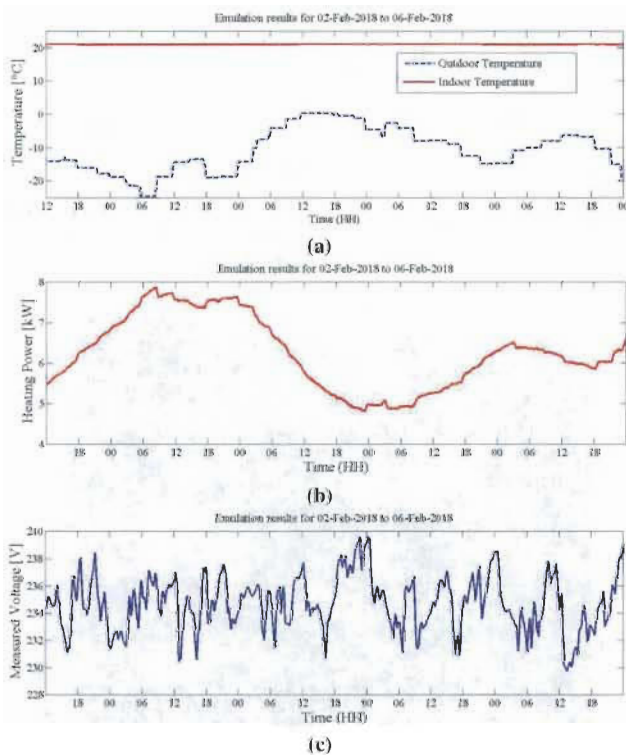 Emulation results for 02-Feb-2018 to 06-Feb-2018
Temperature [°C]
20
10
0
-10
-20
Outdoor Temperature
Indoor Temperature
12 18 00 06 12 18 00 06 12 18 00 06 12 18 00 06 12 18 00
Time (HH)
(a)
Emulation results for 02-Feb-2018 to 06-Feb-2018
Heating Power [kW]
8
7
6
5
4
18 00 06 12 18 00 06 12 18 00 06 12 18 00 06 12 18
Time (HH)
(b)
Emulation results for 02-Feb-2018 to 06-Feb-2018
Measured Voltage [V]
240
238
236
234
232
230
228
18 00 06 12 18 00 06 12 18 00 06 12 18 00 06 12 18
Time (HH)
(c)